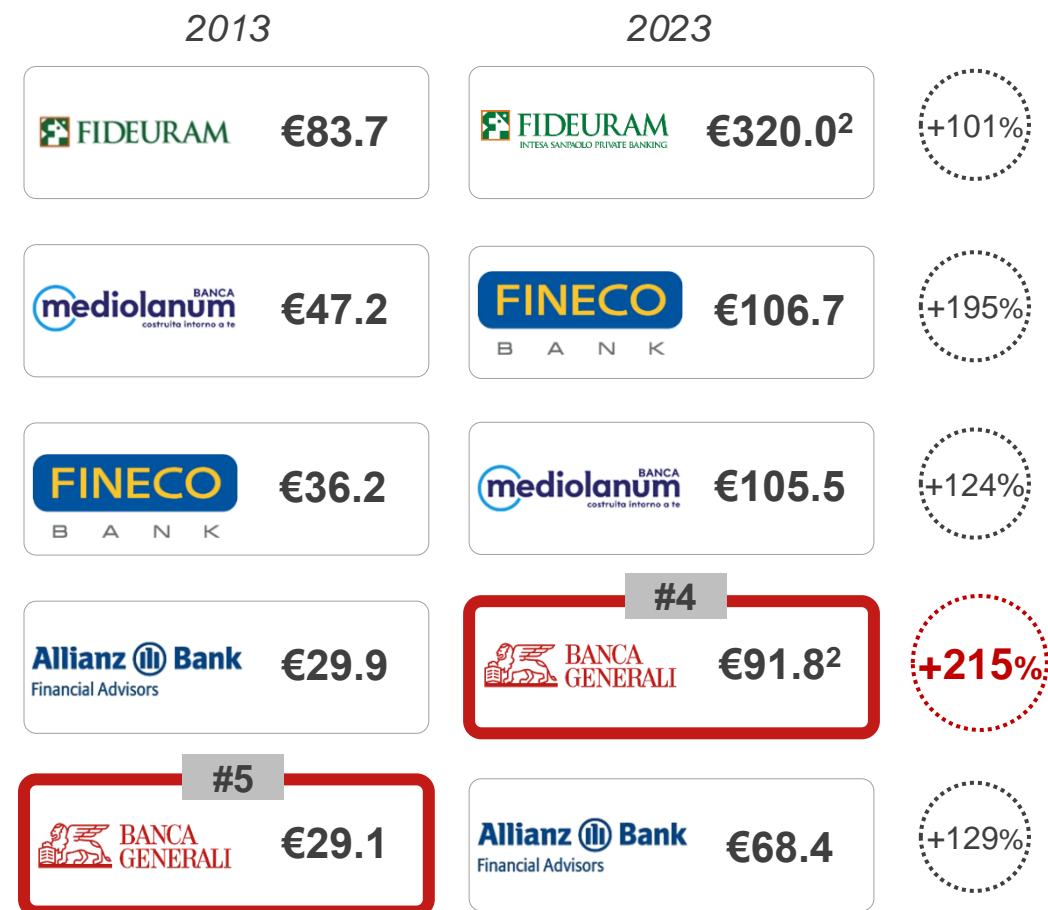 2013 2023
FIDEURAM €83.7 FIDEURAM INTESA SANPAOLO PRIVATE BANKING €320.0² +101%
BANCA mediolanum costruita intorno a te €47.2 FINECO BANK €106.7 +195%
FINECO BANK €36.2 BANCA mediolanum costruita intorno a te €105.5 +124%
#4
Allianz Bank Financial Advisors €29.9 BANCA GENERALI €91.8² +215%
#5
BANCA GENERALI €29.1 Allianz Bank Financial Advisors €68.4 +129%